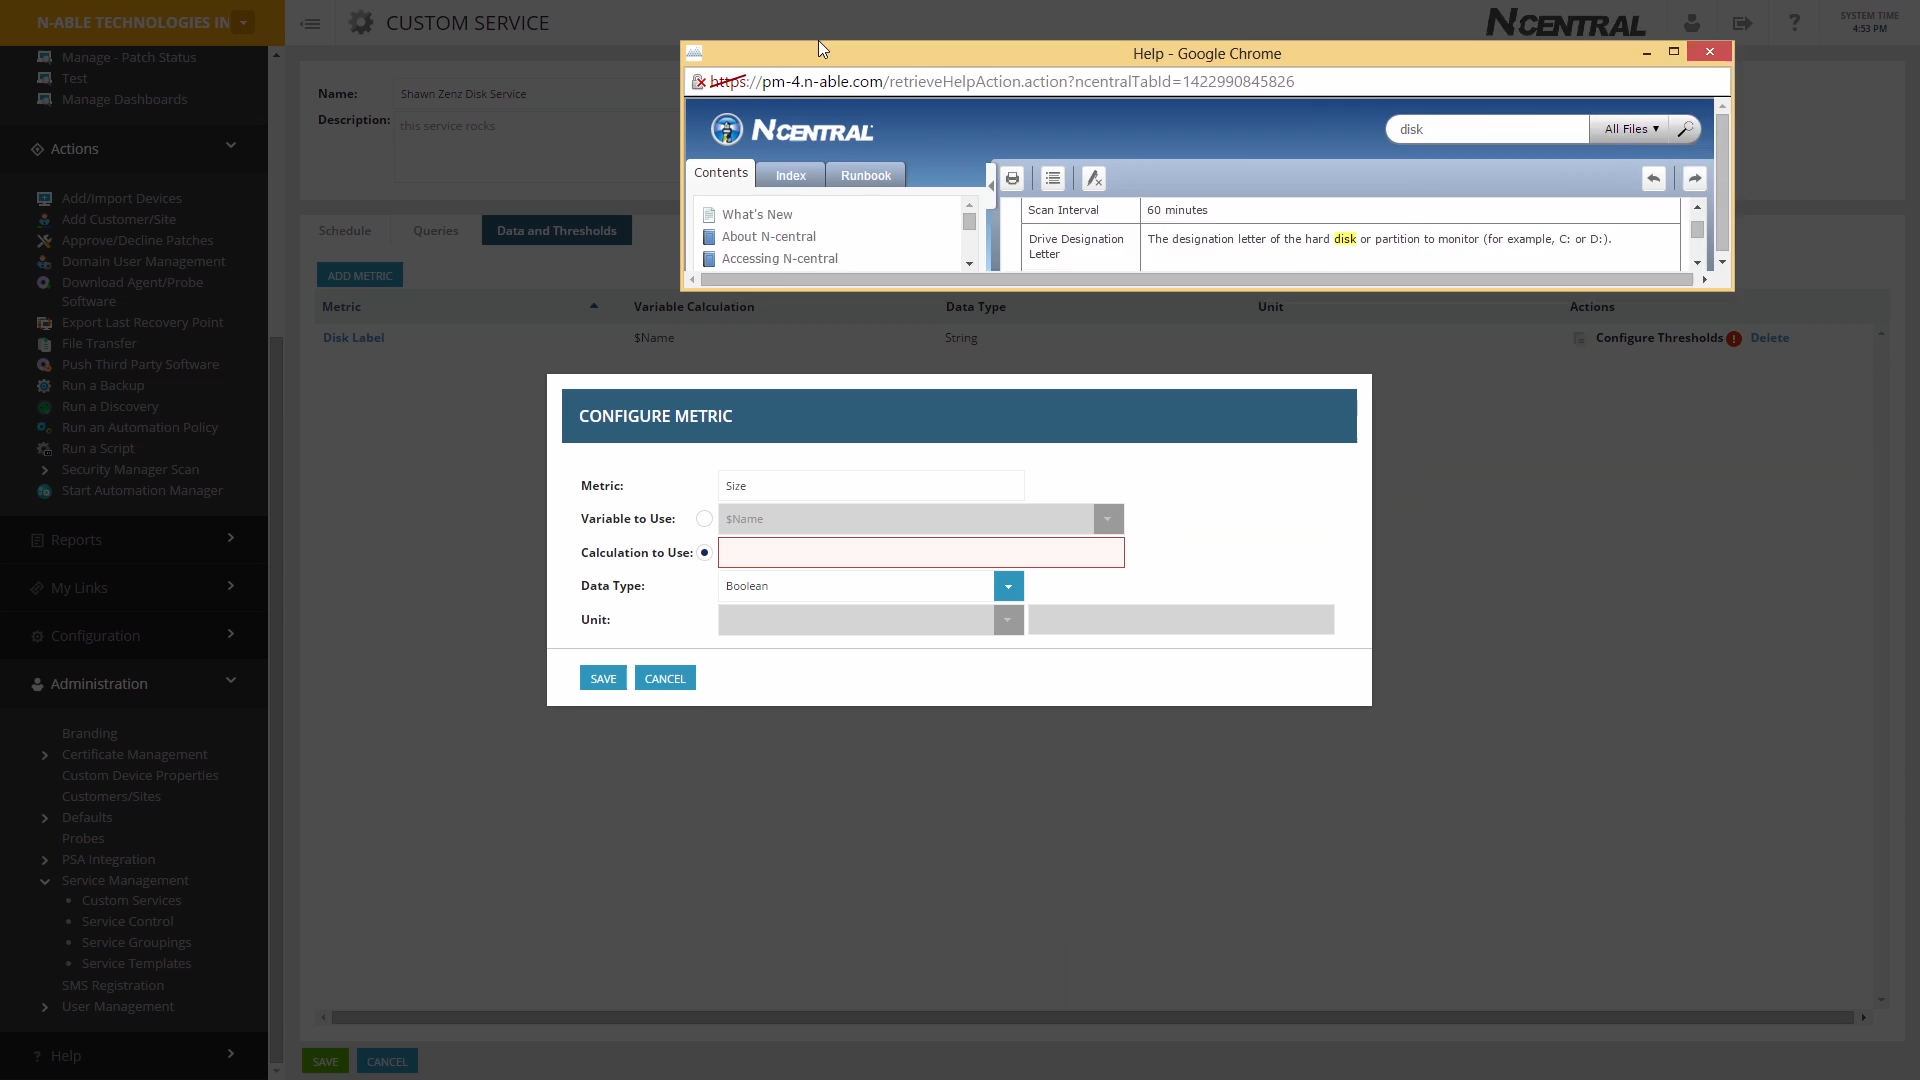 N-ABLE TECHNOLOGIES IN
CUSTOM SERVICE
NCENTRAL
SYSTEM TIME
4:53 PM
Manage - Patch Status
Test
Manage Dashboards
Actions
Add/Import Devices
Add Customer/Site
Approve/Decline Patches
Domain User Management
Download Agent/Probe
Software
Export Last Recovery Point
File Transfer
Push Third Party Software
Run a Backup
Run a Discovery
Run an Automation Policy
Run a Script
Security Manager Scan
Start Automation Manager
Reports
My Links
Configuration
Administration
Branding
Certificate Management
Custom Device Properties
Customers/Sites
Defaults
Probes
PSA Integration
Service Management
Custom Services
Service Control
Service Groupings
Service Templates
SMS Registration
User Management
? Help
Name: Shawn Zenz Disk Service
Description: this service rocks
Schedule Queries Data and Thresholds
ADD METRIC
Metric Variable Calculation Data Type Unit Actions
Disk Label $Name String Configure Thresholds ! Delete
Help - Google Chrome
https://pm-4.n-able.com/retrieveHelpAction.action?ncentralTabId=1422990845826
NCENTRAL
disk All Files
Contents Index Runbook
What's New
About N-central
Accessing N-central
Scan Interval 60 minutes
Drive Designation Letter The designation letter of the hard disk or partition to monitor (for example, C: or D:).
CONFIGURE METRIC
Metric: Size
Variable to Use: $Name
Calculation to Use:
Data Type: Boolean
Unit:
SAVE CANCEL
SAVE CANCEL